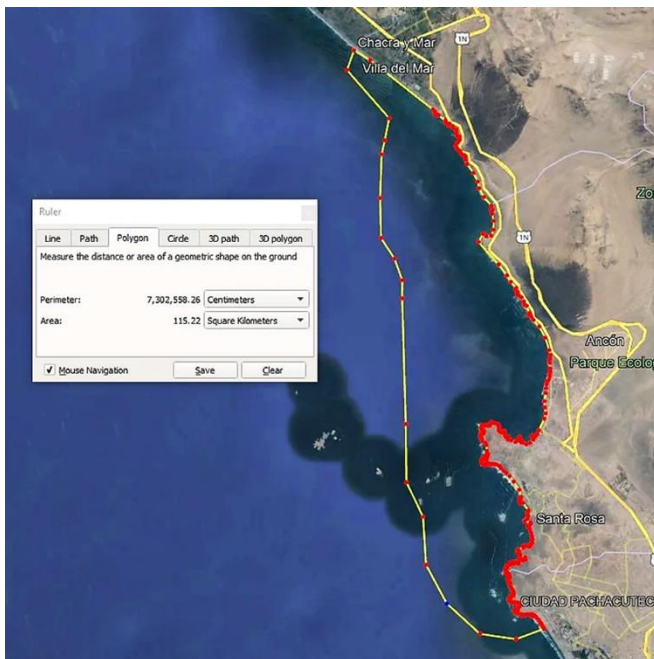 Chacra y Mar
1N
Villa del Mar
Zo
Ruler
Line Path Polygon Circle 3D path 3D polygon
Measure the distance or area of a geometric shape on the ground
1N
Perimeter: 7,302,558.26 Centimeters
Area: 115.22 Square Kilometers
Ancón
Parque Ecolog
Mouse Navigation Save Clear
Santa Rosa
CIUDAD PACHACUTEC